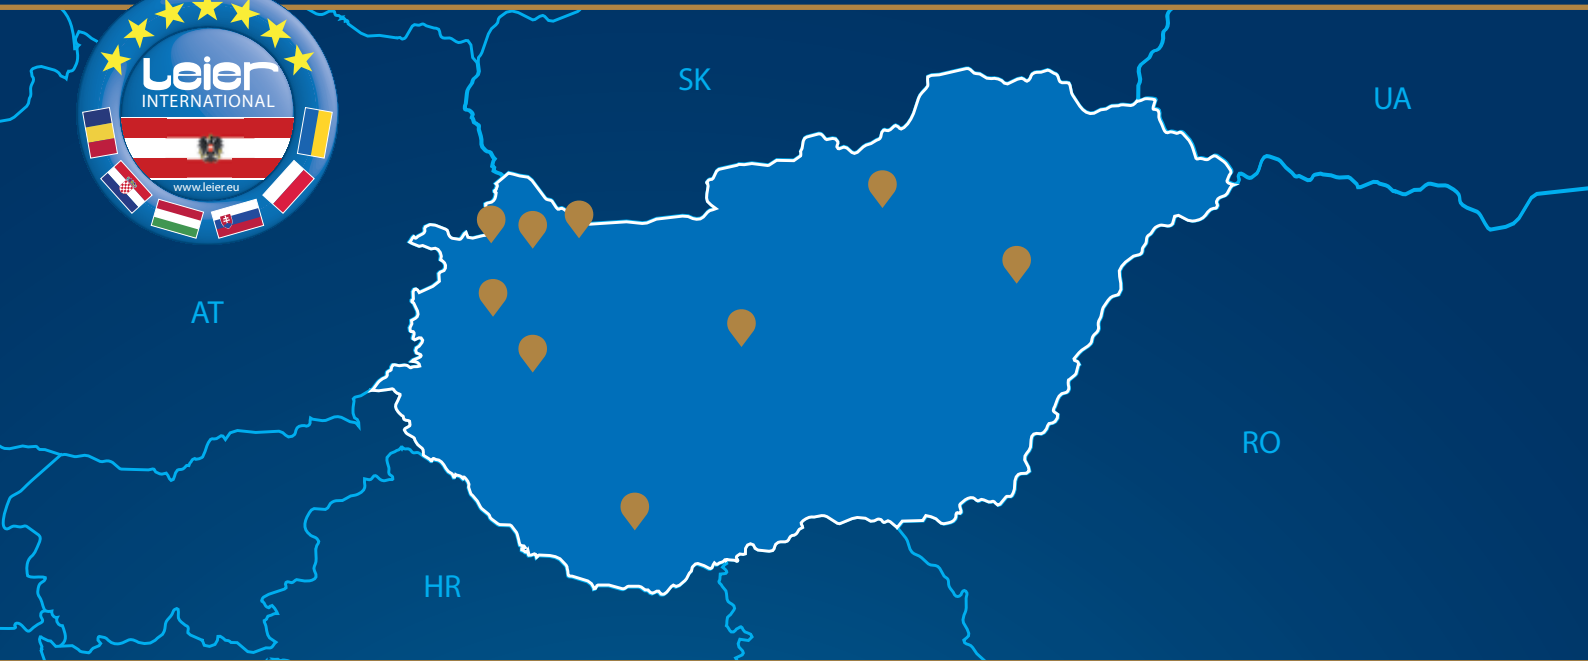 Leier
INTERNATIONAL
www.leier.eu
SK
UA
AT
RO
HR